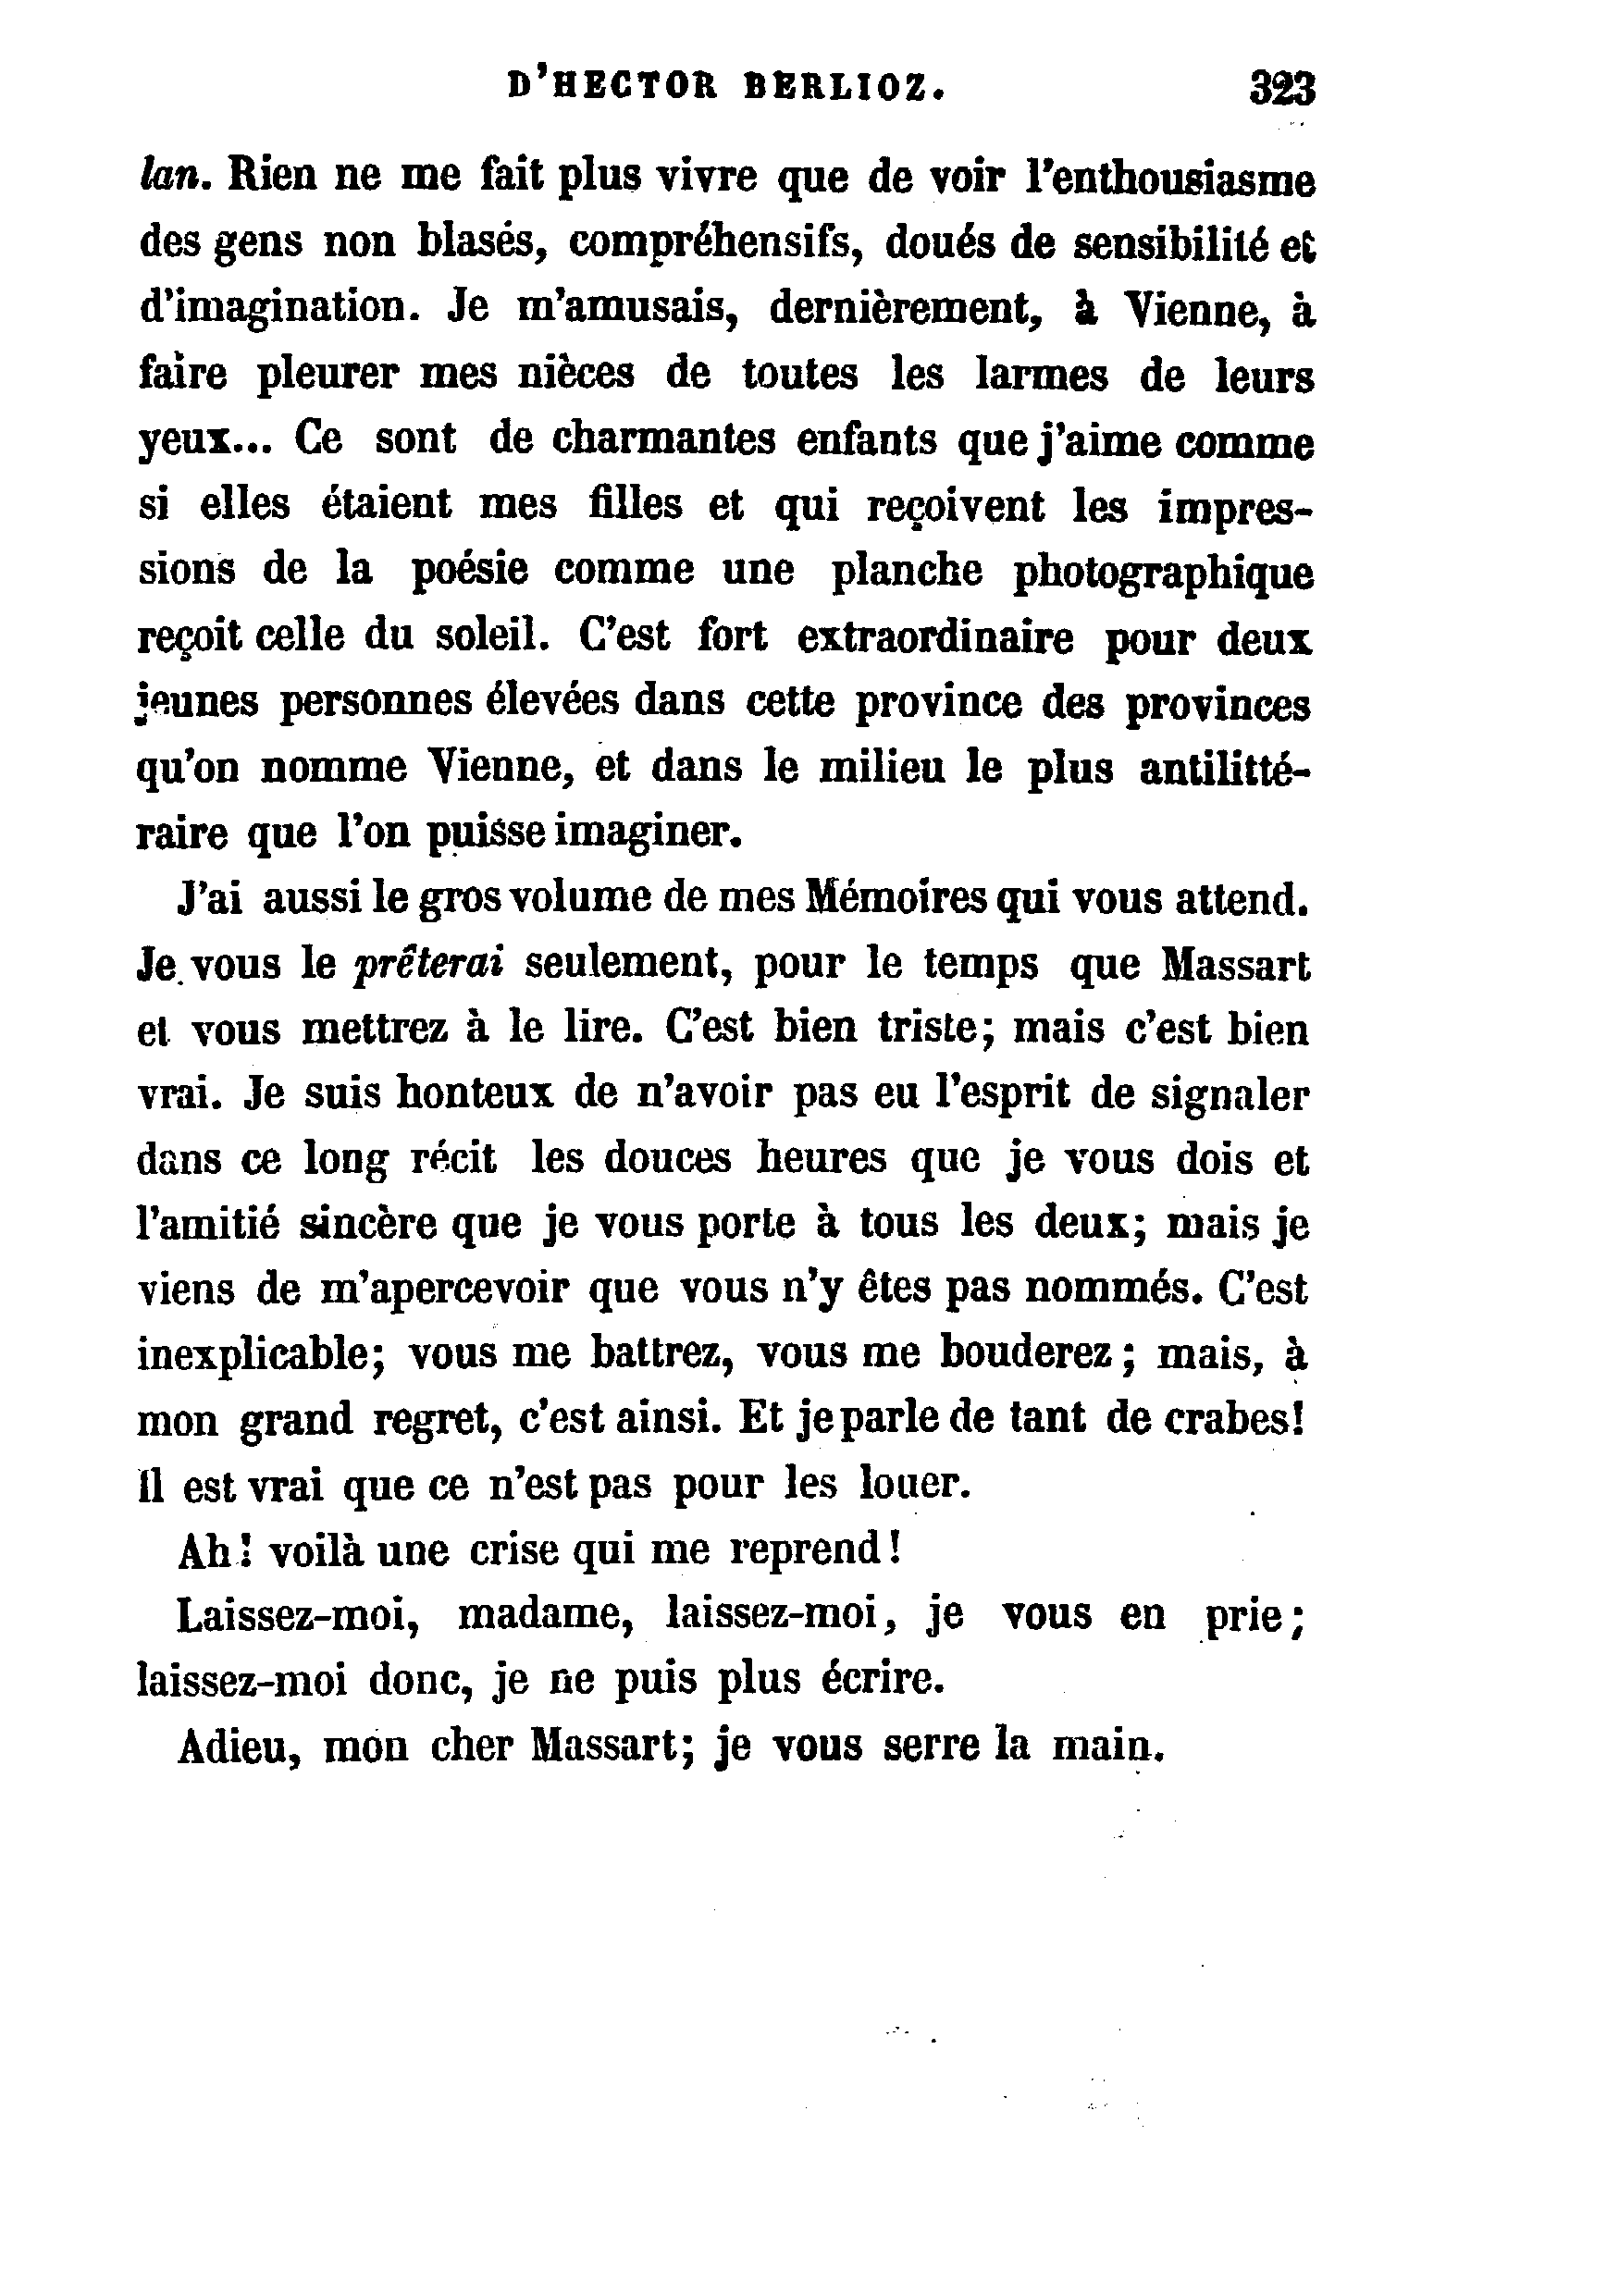 D'HECTOR BERLIOZ. 323
lan. Rien ne me fait plus vivre que de voir l'enthousiasme
des gens non blasés, compréhensifs, doués de sensibilité et
d'imagination. Je m'amusais, dernièrement, à Vienne, à
faire pleurer mes nièces de toutes les larmes de leurs
yeux... Ce sont de charmantes enfants que j'aime comme
si elles étaient mes filles et qui reçoivent les impres-
sions de la poésie comme une planche photographique
reçoit celle du soleil. C'est fort extraordinaire pour deux
jeunes personnes élevées dans cette province des provinces
qu'on nomme Vienne, et dans le milieu le plus antilitté-
raire que l'on puisse imaginer.
J'ai aussi le gros volume de mes Mémoires qui vous attend.
Je vous le prêterai seulement, pour le temps que Massart
et vous mettrez à le lire. C'est bien triste; mais c'est bien
vrai. Je suis honteux de n'avoir pas eu l'esprit de signaler
dans ce long récit les douces heures que je vous dois et
l'amitié sincère que je vous porte à tous les deux; mais je
viens de m'apercevoir que vous n'y êtes pas nommés. C'est
inexplicable; vous me battrez, vous me bouderez; mais, à
mon grand regret, c'est ainsi. Et je parle de tant de crabes!
Il est vrai que ce n'est pas pour les louer.
Ah! voilà une crise qui me reprend!
Laissez-moi, madame, laissez-moi, je vous en prie;
laissez-moi donc, je ne puis plus écrire.
Adieu, mon cher Massart; je vous serre la main.